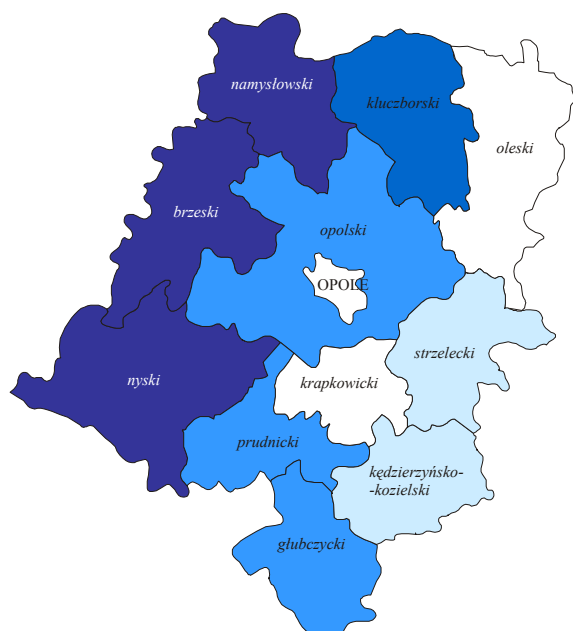 namysłowski
kluczborski
oleski
brzeski
opolski
OPOLE
strzelecki
nyski
krapkowicki
prudnicki
kędzierzyńsko-
-kozielski
głubczycki